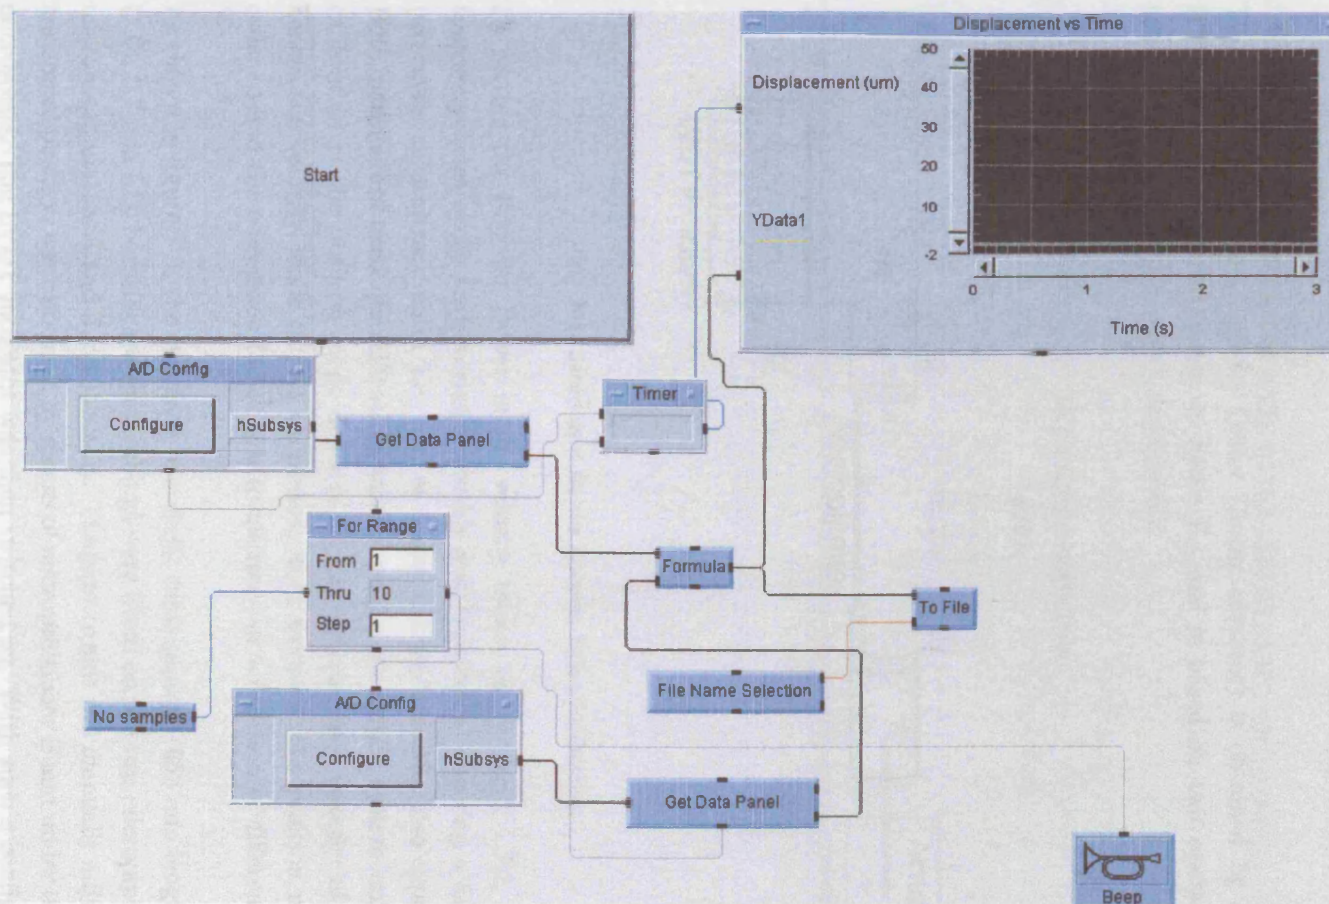 Start
Displacement vs Time
Displacement (um)
YData1
50
40
30
20
10
-2
0 1 2 3
Time (s)
A/D Config
Configure
hSubsys
Get Data Panel
Timer
For Range
From 1
Thru 10
Step 1
Formula
To File
File Name Selection
No samples
A/D Config
Configure
hSubsys
Get Data Panel
Beep